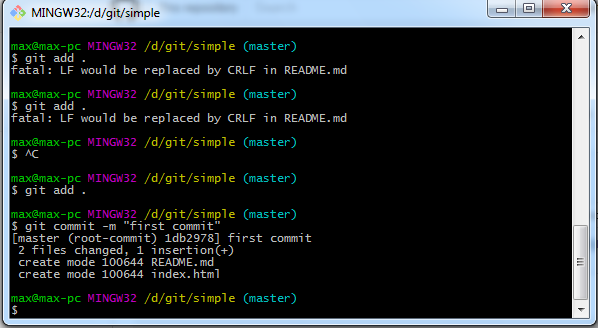 MINGW32:/d/git/simple
max@max-pc MINGW32 /d/git/simple (master)
$ git add .
fatal: LF would be replaced by CRLF in README.md
max@max-pc MINGW32 /d/git/simple (master)
$ git add .
fatal: LF would be replaced by CRLF in README.md
max@max-pc MINGW32 /d/git/simple (master)
$ ^C
max@max-pc MINGW32 /d/git/simple (master)
$ git add .
max@max-pc MINGW32 /d/git/simple (master)
$ git commit -m "first commit"
[master (root-commit) 1db2978] first commit
2 files changed, 1 insertion(+)
create mode 100644 README.md
create mode 100644 index.html
max@max-pc MINGW32 /d/git/simple (master)
$